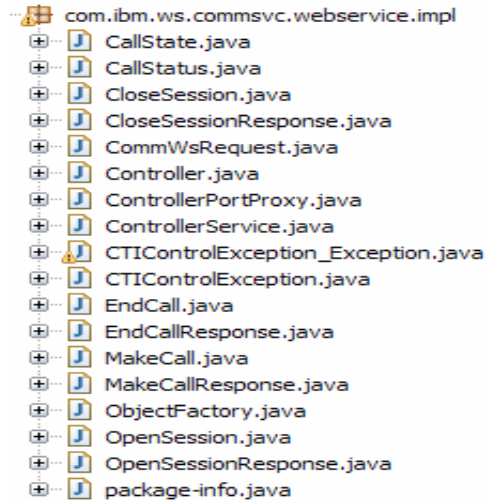 com.ibm.ws.commsvc.webservice.impl
CallState.java
CallStatus.java
CloseSession.java
CloseSessionResponse.java
CommWsRequest.java
Controller.java
ControllerPortProxy.java
ControllerService.java
CTIControlException_Exception.java
CTIControlException.java
EndCall.java
EndCallResponse.java
MakeCall.java
MakeCallResponse.java
ObjectFactory.java
OpenSession.java
OpenSessionResponse.java
package-info.java